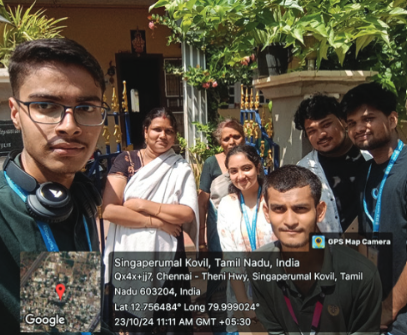 GPS Map Camera
Singaperumal Kovil, Tamil Nadu, India
Qx4x+jj7, Chennai - Theni Hwy, Singaperumal Kovil, Tamil
Nadu 603204, India
Lat 12.756484° Long 79.999024°
23/10/24 11:11 AM GMT +05:30
Google